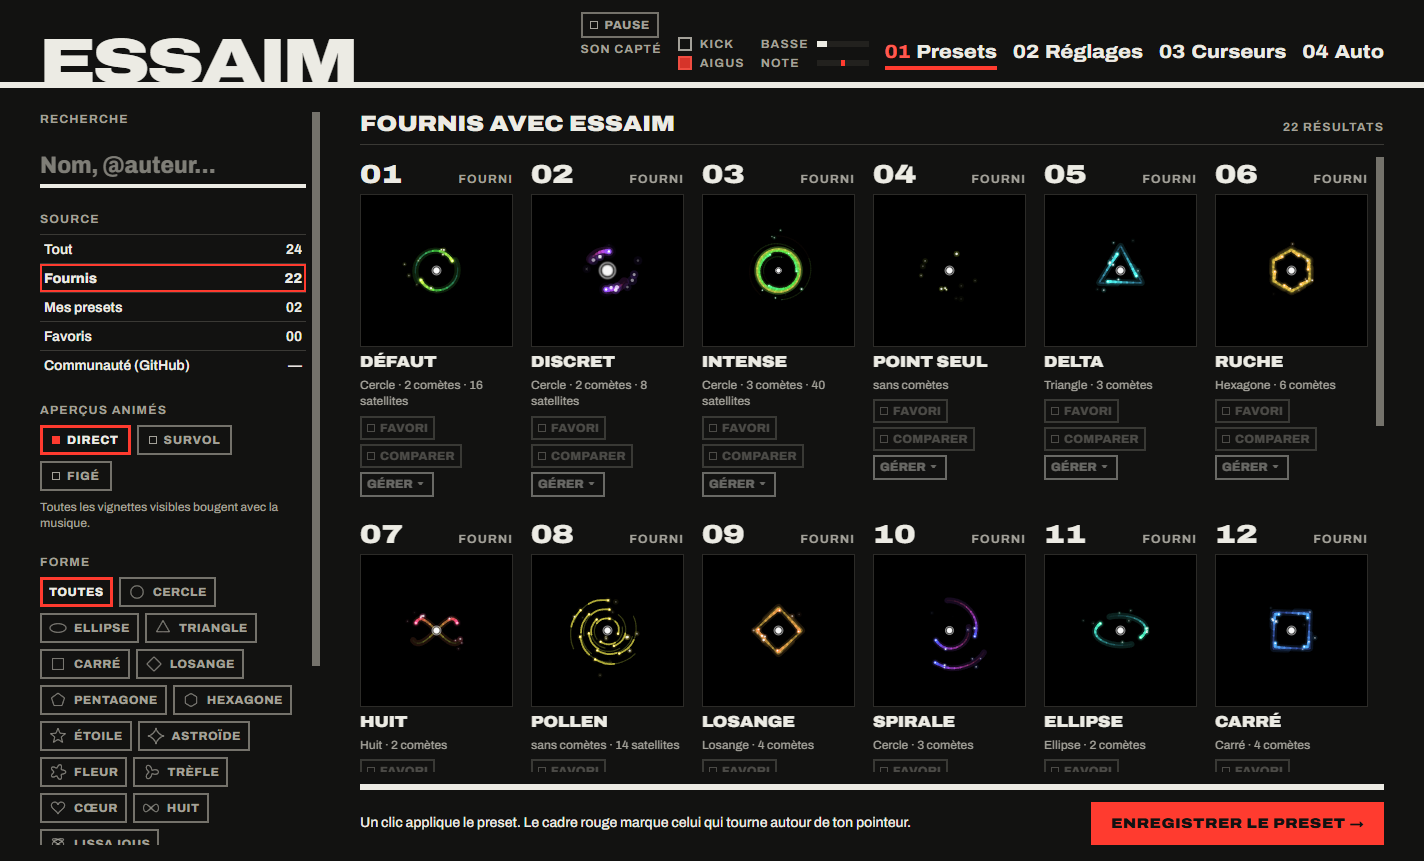 ESSAIM
PAUSE
SON CAPTÉ
KICK
AIGUS
BASSE
NOTE
01 Presets 02 Réglages 03 Curseurs 04 Auto
RECHERCHE
Nom, @auteur...
SOURCE
Tout 24
Fournis 22
Mes presets 02
Favoris 00
Communauté (GitHub) —
APERÇUS ANIMÉS
DIRECT SURVOL
FIGÉ
Toutes les vignettes visibles bougent avec la
musique.
FORME
TOUTES CERCLE
ELLIPSE TRIANGLE
CARRÉ LOSANGE
PENTAGONE HEXAGONE
ÉTOILE ASTROÏDE
FLEUR TRÈFLE
CŒUR HUIT
LISSAJOUS
FOURNIS AVEC ESSAIM 22 RÉSULTATS
01 FOURNI 02 FOURNI 03 FOURNI 04 FOURNI 05 FOURNI 06 FOURNI
DÉFAUT DISCRET INTENSE POINT SEUL DELTA RUCHE
Cercle · 2 comètes · 16 Cercle · 2 comètes · 8 Cercle · 3 comètes · 40 sans comètes Triangle · 3 comètes Hexagone · 6 comètes
satellites satellites satellites
FAVORI FAVORI FAVORI FAVORI FAVORI FAVORI
COMPARER COMPARER COMPARER COMPARER COMPARER COMPARER
GÉRER GÉRER GÉRER GÉRER GÉRER GÉRER
07 FOURNI 08 FOURNI 09 FOURNI 10 FOURNI 11 FOURNI 12 FOURNI
HUIT POLLEN LOSANGE SPIRALE ELLIPSE CARRÉ
Huit · 2 comètes sans comètes · 14 satellites Losange · 4 comètes Cercle · 3 comètes Ellipse · 2 comètes Carré · 4 comètes
FAVORI FAVORI FAVORI FAVORI FAVORI FAVORI
Un clic applique le preset. Le cadre rouge marque celui qui tourne autour de ton pointeur.
ENREGISTRER LE PRESET →